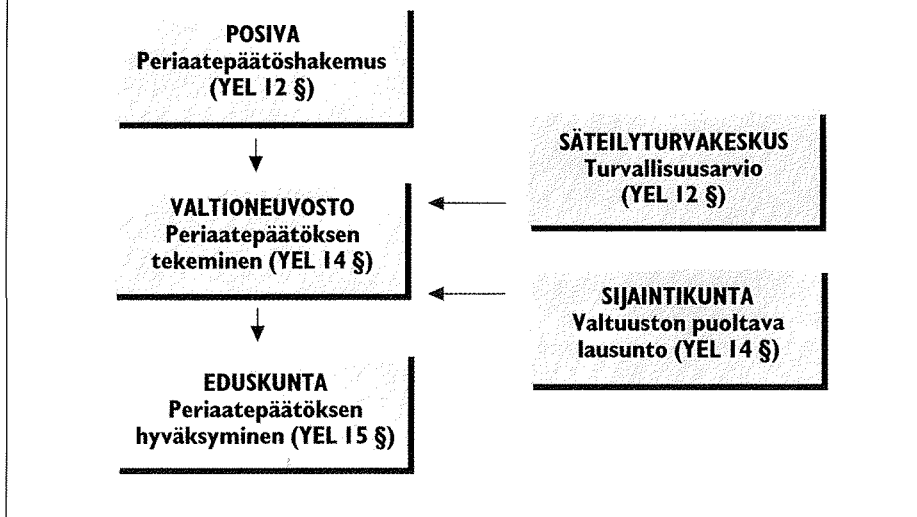 POSIVA
Periaatepäätöshakemus
(YEL 12 §)
SÄTEILYTURVAKESKUS
Turvallisuusarvio
(YEL 12 §)
VALTIONEUVOSTO
Periaatepäätöksen
tekeminen (YEL 14 §)
SIJAINTIKUNTA
Valtuuston puoltava
lausunto (YEL 14 §)
EDUSKUNTA
Periaatepäätöksen
hyväksyminen (YEL 15 §)